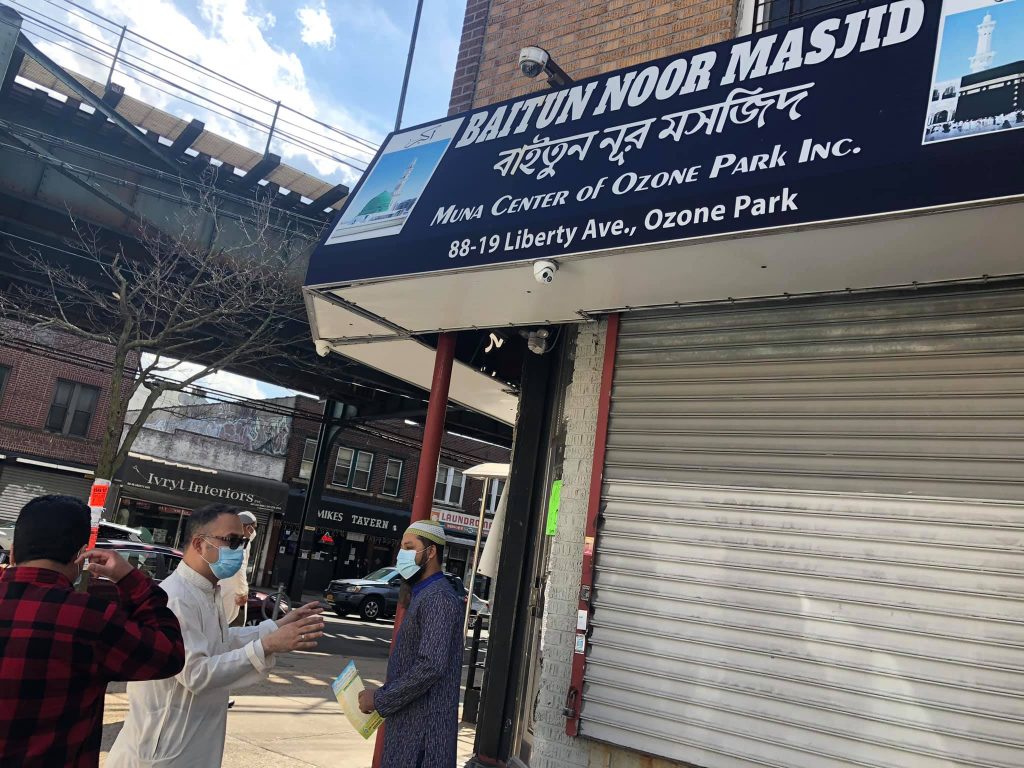 BAITUN NOOR MASJID
বাইতুন নূর মসজিদ
MUNA CENTER OF OZONE PARK INC.
88-19 Liberty Ave., Ozone Park
Ivryl Interiors
MIKES TAVERN